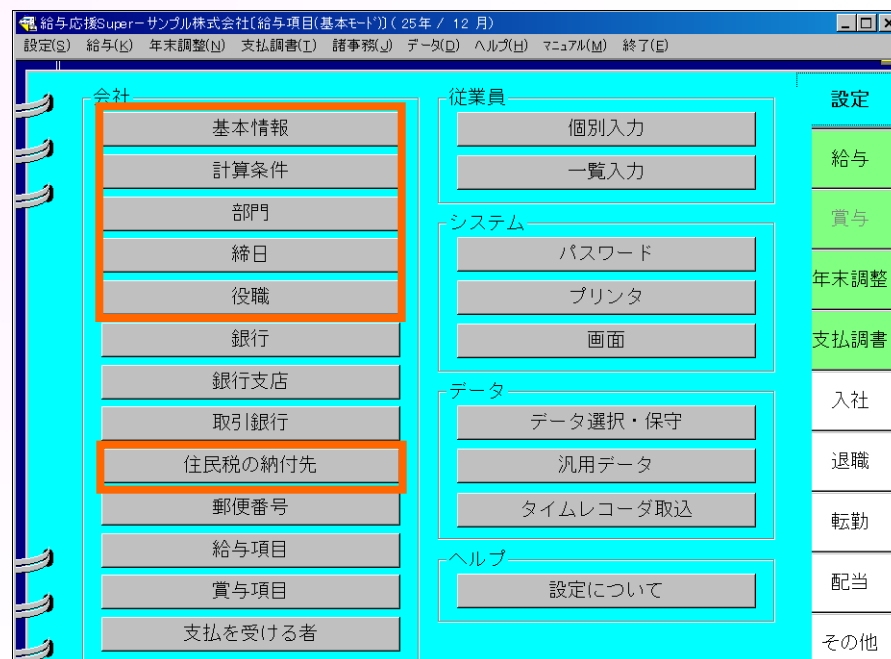 給与応援Super－サンプル株式会社〔給与項目(基本ﾓｰﾄﾞ)〕( 25年 / 12 月)
設定(S) 給与(K) 年末調整(N) 支払調書(T) 諸事務(J) ﾃﾞｰﾀ(D) ﾍﾙﾌﾟ(H) ﾏﾆｭｱﾙ(M) 終了(E)
会社
基本情報
計算条件
部門
締日
役職
銀行
銀行支店
取引銀行
住民税の納付先
郵便番号
給与項目
賞与項目
支払を受ける者
従業員
個別入力
一覧入力
システム
パスワード
プリンタ
画面
データ
データ選択・保守
汎用データ
タイムレコーダ取込
ヘルプ
設定について
設定
給与
賞与
年末調整
支払調書
入社
退職
転勤
配当
その他